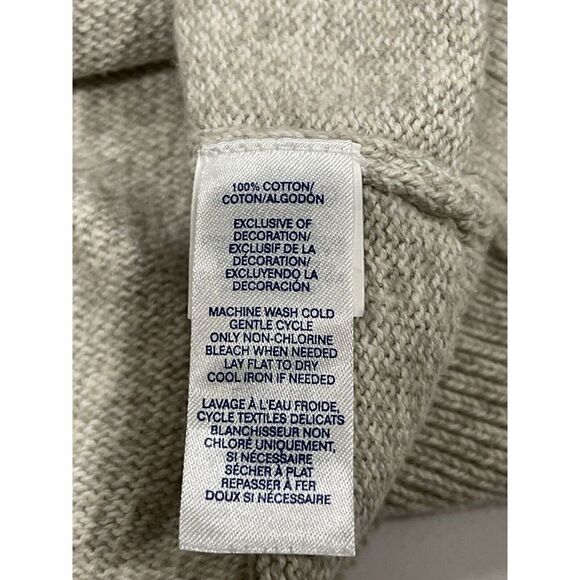 100% COTTON/
COTON/ALGODÓN
EXCLUSIVE OF
DECORATION/
EXCLUSIF DE LA
DÉCORATION/
EXCLUYENDO LA
DECORACIÓN
MACHINE WASH COLD
GENTLE CYCLE
ONLY NON-CHLORINE
BLEACH WHEN NEEDED
LAY FLAT TO DRY
COOL IRON IF NEEDED
LAVAGE À L'EAU FROIDE,
CYCLE TEXTILES DELICATS
BLANCHISSEUR NON
CHLORÉ UNIQUEMENT,
SI NÉCESSAIRE
SÉCHER À PLAT
REPASSER À FER
DOUX SI NÉCESSAIRE